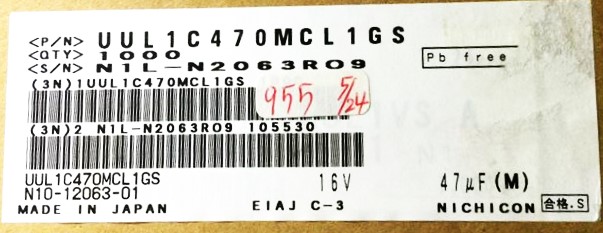 <P/N> UUL1C470MCL1GS
<QTY> 1000
<S/N> N1L-N2063R09
Pb free
(3N)1UUL1C470MCL1GS
955 5/24
(3N)2 N1L-N2063R09 105530
UUL1C470MCL1GS 16V 47µF (M)
N10-12063-01
MADE IN JAPAN EIAJ C-3 NICHICON 合格.S